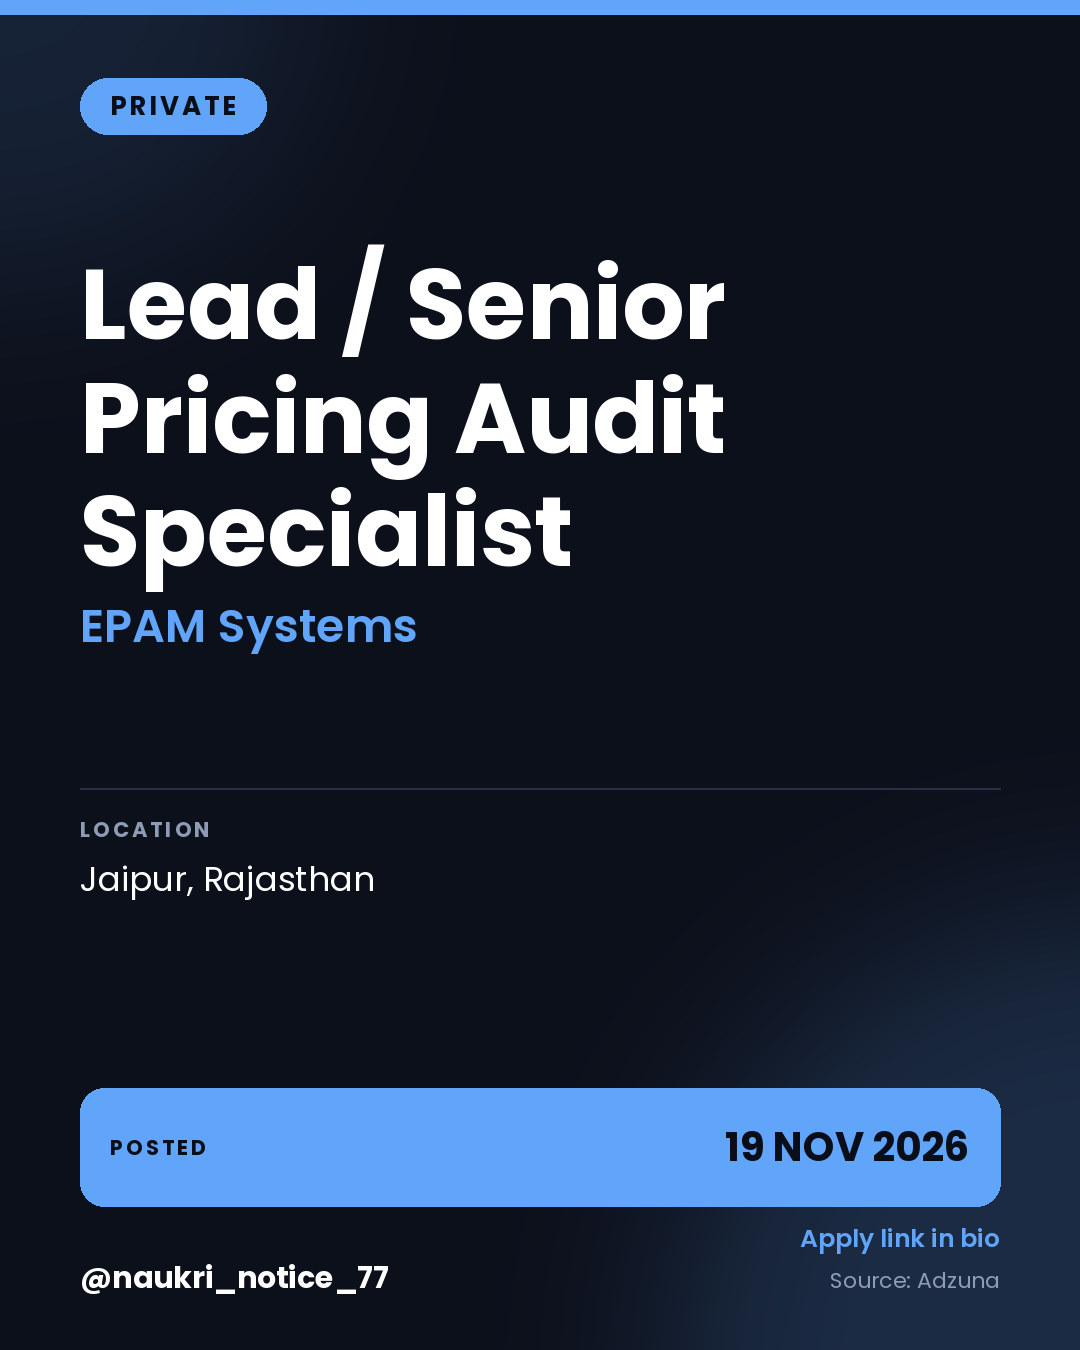 PRIVATE
Lead / Senior
Pricing Audit
Specialist
EPAM Systems
LOCATION
Jaipur, Rajasthan
POSTED
19 NOV 2026
Apply link in bio
@naukri_notice_77
Source: Adzuna